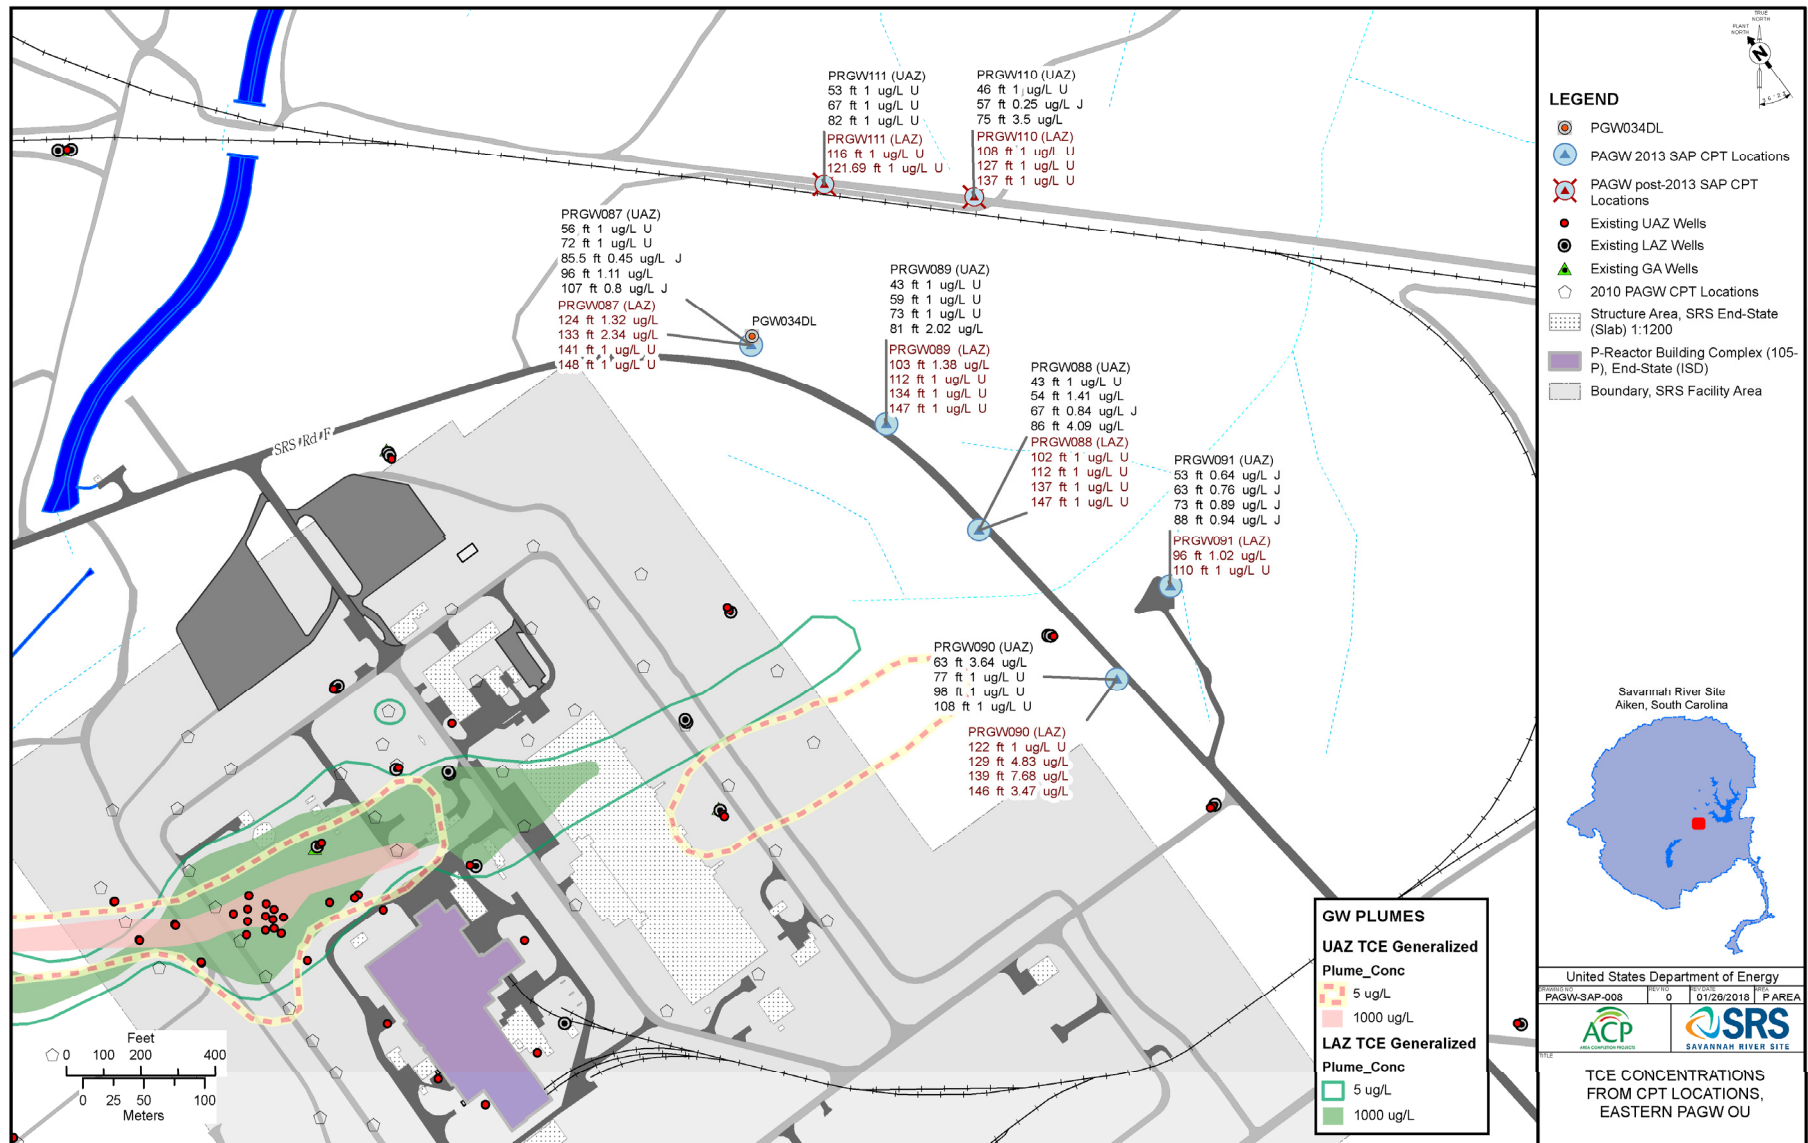 PRGW111 (UAZ)
53 ft 1 ug/L U
67 ft 1 ug/L U
82 ft 1 ug/L U
PRGW111 (LAZ)
116 ft 1 ug/L U
121.69 ft 1 ug/L U
PRGW110 (UAZ)
46 ft 1 ug/L U
57 ft 0.25 ug/L J
75 ft 3.5 ug/L
PRGW110 (LAZ)
108 ft 1 ug/L U
127 ft 1 ug/L U
137 ft 1 ug/L U
PRGW087 (UAZ)
56 ft 1 ug/L U
72 ft 1 ug/L U
85.5 ft 0.45 ug/L J
96 ft 1.11 ug/L
107 ft 0.8 ug/L J
PRGW087 (LAZ)
124 ft 1.32 ug/L
133 ft 2.34 ug/L
141 ft 1 ug/L U
148 ft 1 ug/L U
PGW034DL
PRGW089 (UAZ)
43 ft 1 ug/L U
59 ft 1 ug/L U
73 ft 1 ug/L U
81 ft 2.02 ug/L
PRGW089 (LAZ)
103 ft 1.38 ug/L
112 ft 1 ug/L U
134 ft 1 ug/L U
147 ft 1 ug/L U
PRGW088 (UAZ)
43 ft 1 ug/L U
54 ft 1.41 ug/L
67 ft 0.84 ug/L J
86 ft 4.09 ug/L
PRGW088 (LAZ)
102 ft 1 ug/L U
112 ft 1 ug/L U
137 ft 1 ug/L U
147 ft 1 ug/L U
PRGW091 (UAZ)
53 ft 0.64 ug/L J
63 ft 0.76 ug/L J
73 ft 0.89 ug/L J
88 ft 0.94 ug/L J
PRGW091 (LAZ)
96 ft 1.02 ug/L
110 ft 1 ug/L U
PRGW090 (UAZ)
63 ft 3.64 ug/L
77 ft 1 ug/L U
98 ft 1 ug/L U
108 ft 1 ug/L U
PRGW090 (LAZ)
122 ft 1 ug/L U
129 ft 4.83 ug/L
139 ft 7.68 ug/L
146 ft 3.47 ug/L
SRS Rd F
Feet
0 100 200 400
0 25 50 100
Meters
GW PLUMES
UAZ TCE Generalized
Plume_Conc
5 ug/L
1000 ug/L
LAZ TCE Generalized
Plume_Conc
5 ug/L
1000 ug/L
TRUE
NORTH
PLANT
NORTH
N
LEGEND
PGW034DL
PAGW 2013 SAP CPT Locations
PAGW post-2013 SAP CPT
Locations
Existing UAZ Wells
Existing LAZ Wells
Existing GA Wells
2010 PAGW CPT Locations
Structure Area, SRS End-State
(Slab) 1:1200
P-Reactor Building Complex (105-
P), End-State (ISD)
Boundary, SRS Facility Area
Savannah River Site
Aiken, South Carolina
United States Department of Energy
DRAWING NO
PAGW-SAP-008
REV NO
0
REV DATE
01/26/2018
AREA
P AREA
ACP
AREA COMPLETION PROJECTS
SRS
SAVANNAH RIVER SITE
TITLE
TCE CONCENTRATIONS
FROM CPT LOCATIONS,
EASTERN PAGW OU